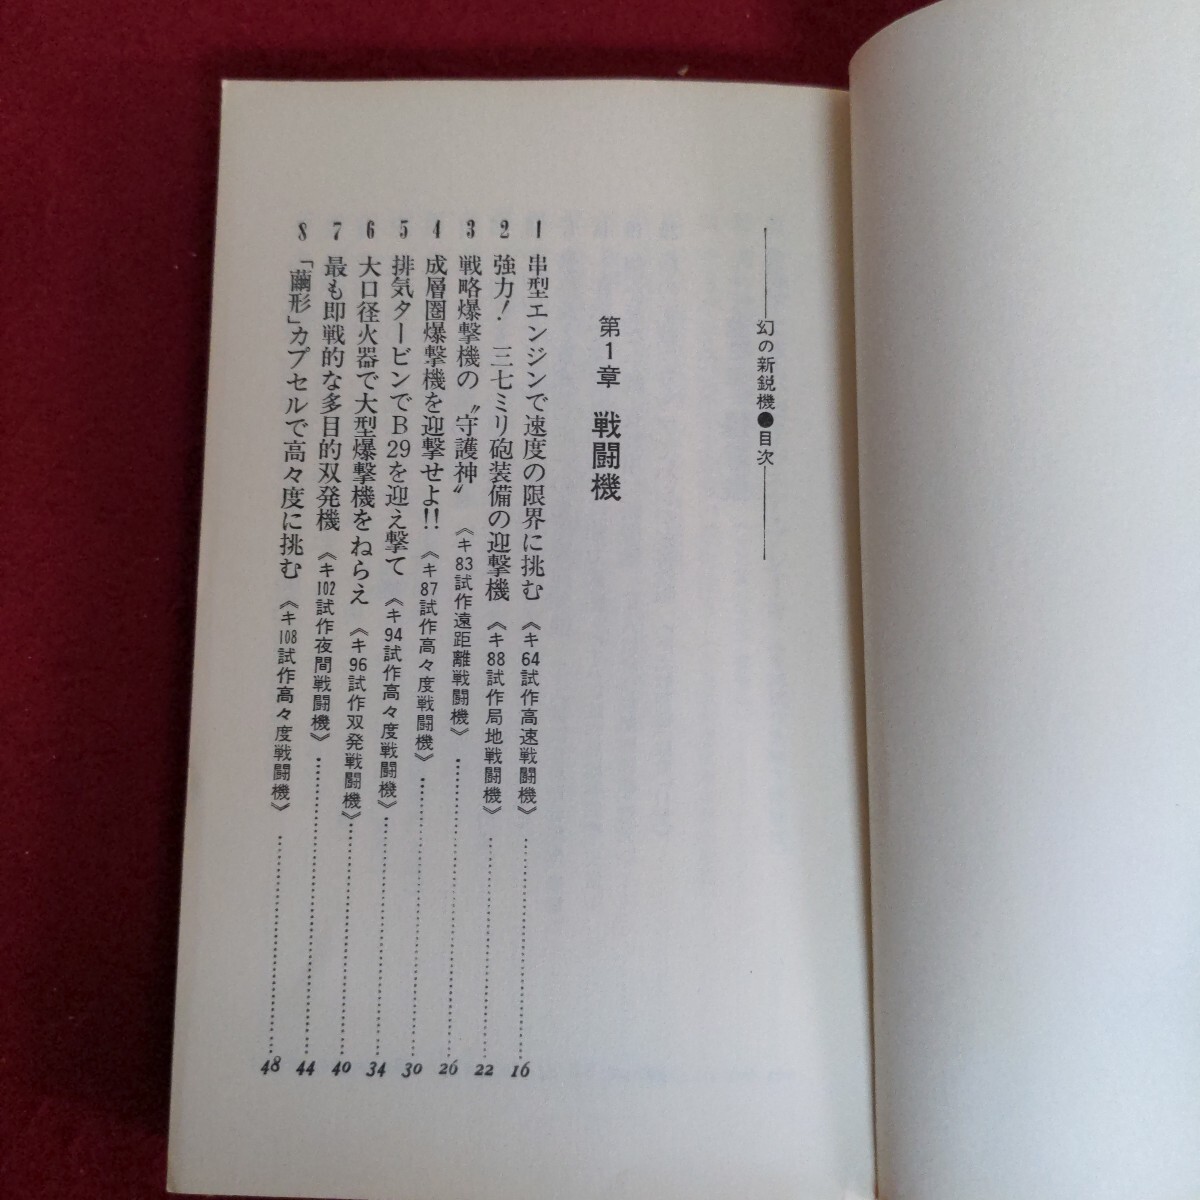 幻の新鋭機●目次
第1章 戦闘機
1 串型エンジンで速度の限界に挑む《キ64試作高速戦闘機》……16
2 強力！ 三七ミリ砲装備の迎撃機《キ88試作局地戦闘機》……22
3 戦略爆撃機の〝守護神〟《キ83試作遠距離戦闘機》……26
4 成層圏爆撃機を迎撃せよ!!《キ87試作高々度戦闘機》……30
5 排気タービンでB29を迎え撃て《キ94試作高々度戦闘機》……34
6 大口径火器で大型爆撃機をねらえ《キ96試作双発戦闘機》……40
7 最も即戦的な多目的双発機《キ102試作夜間戦闘機》……44
8 「繭形」カプセルで高々度に挑む《キ108試作高々度戦闘機》……48